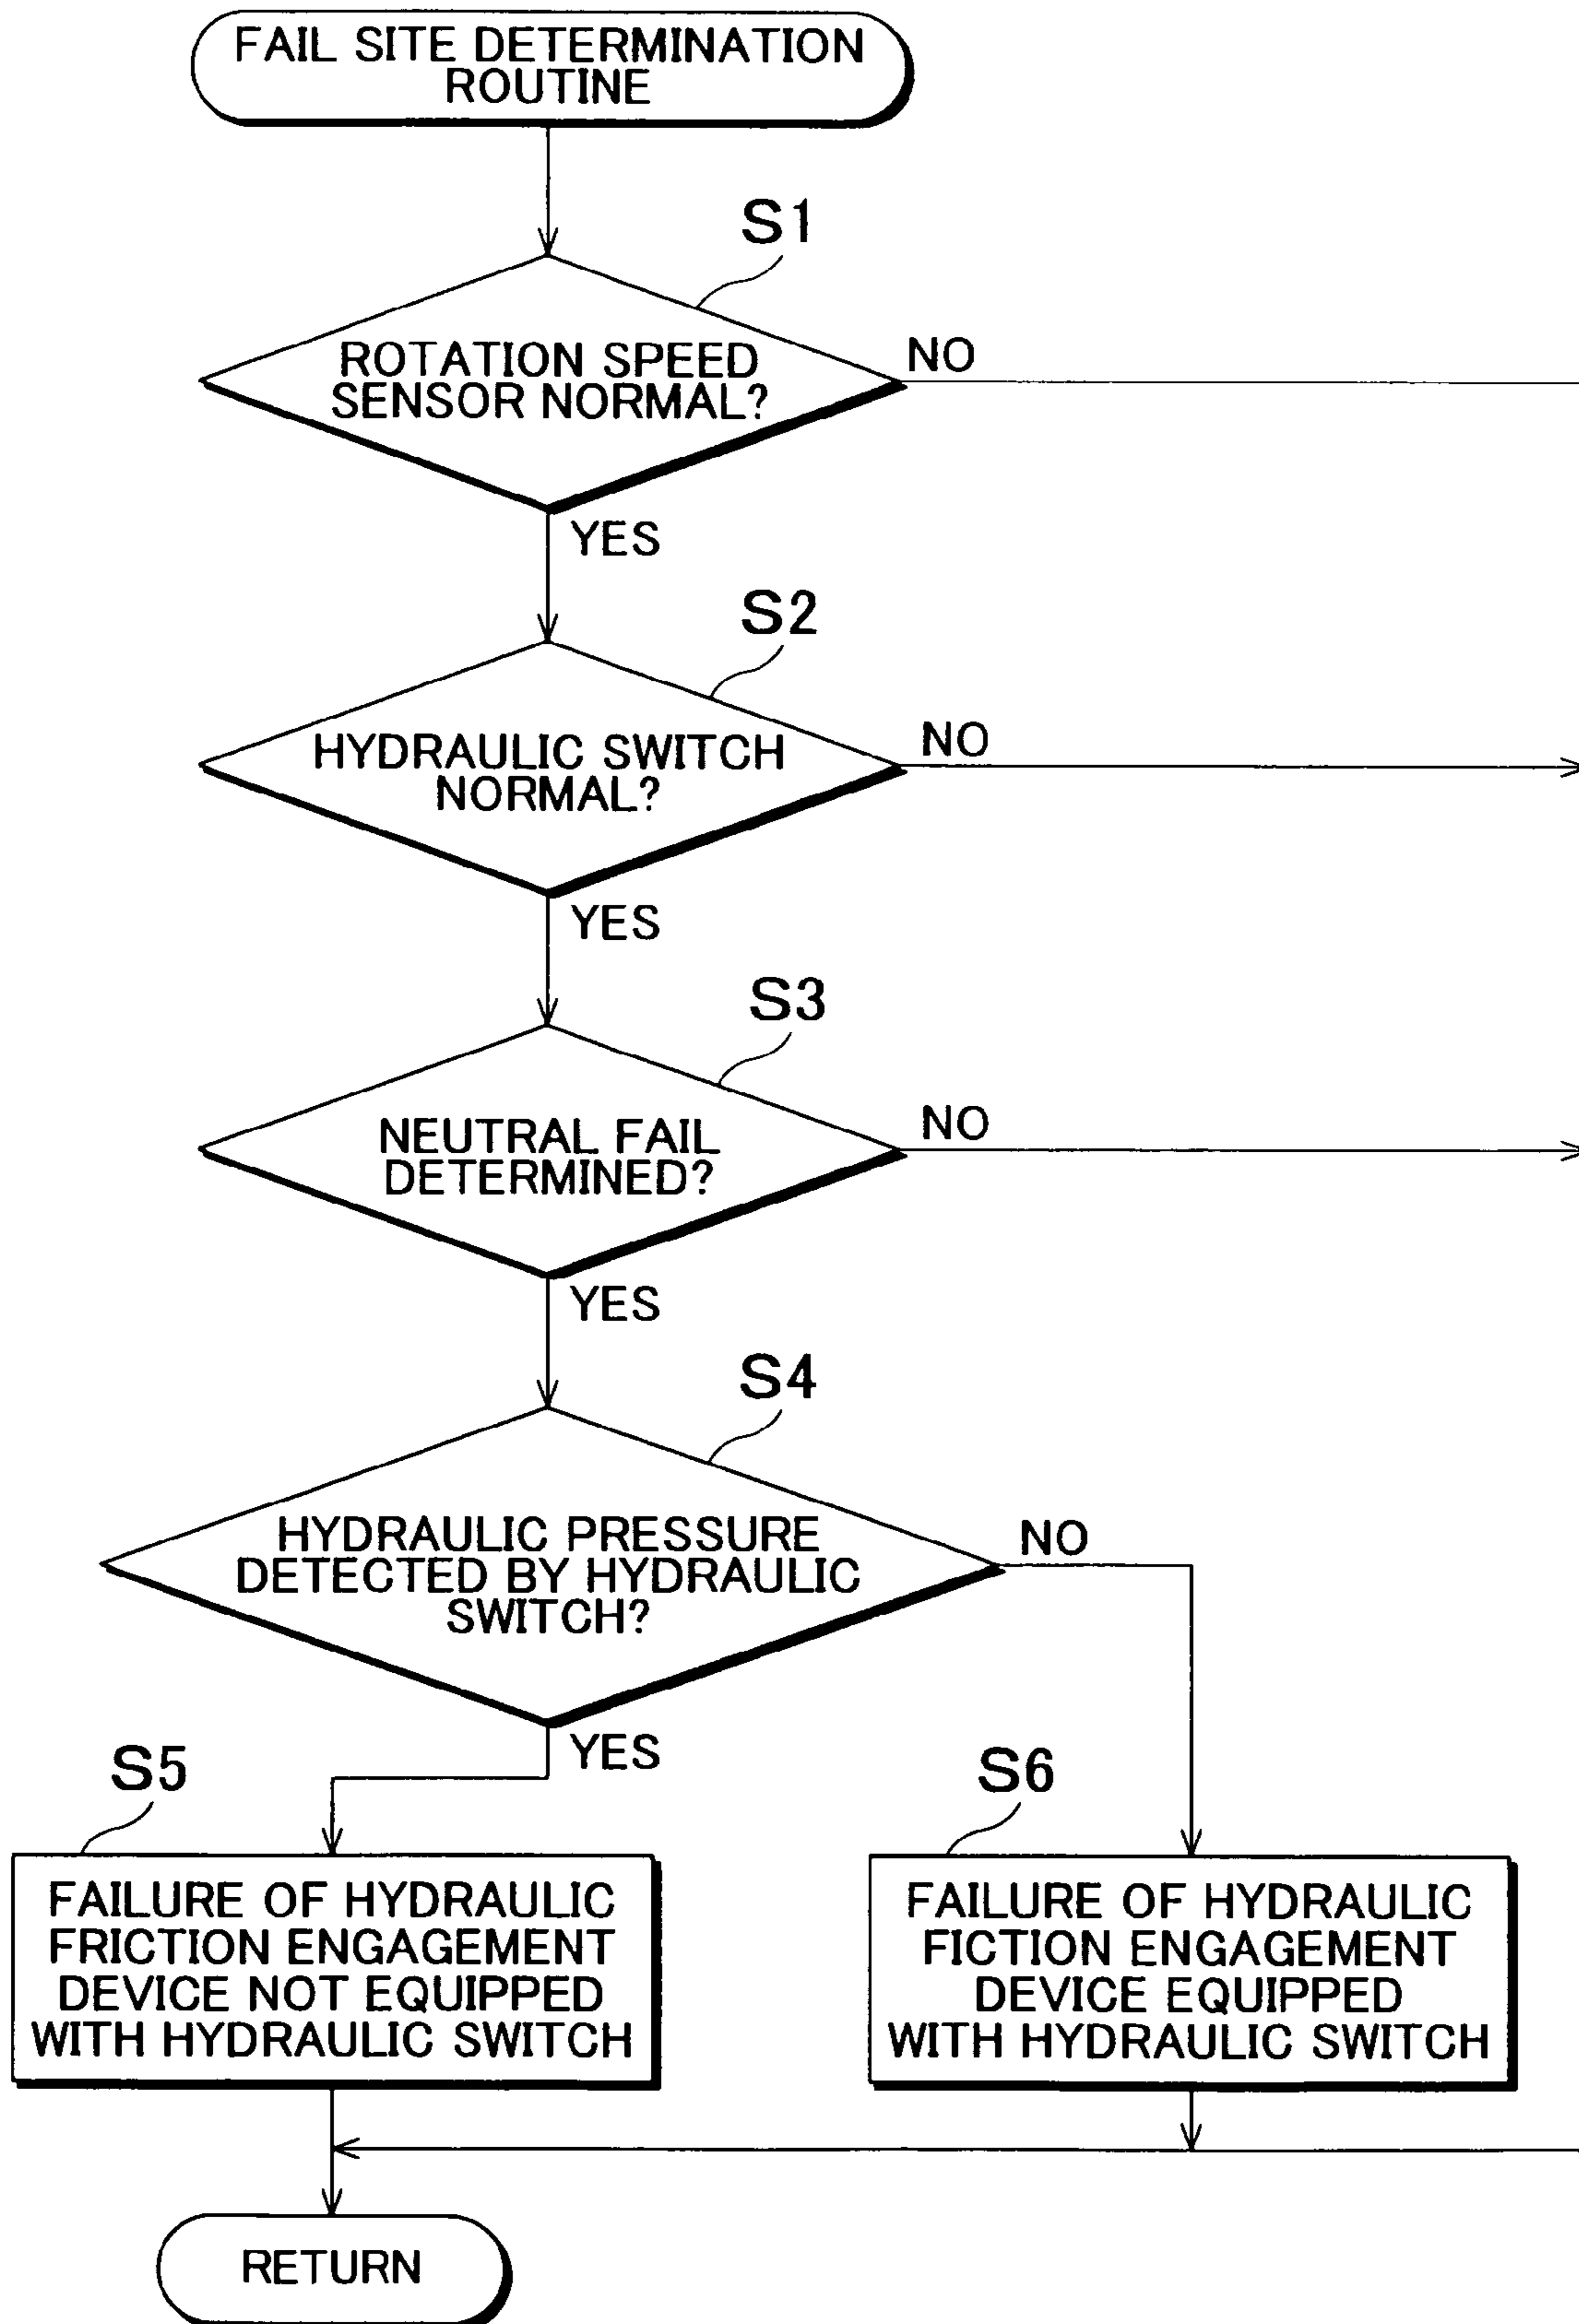 FAIL SITE DETERMINATION
ROUTINE
S1
ROTATION SPEED
SENSOR NORMAL?
NO
YES
S2
HYDRAULIC SWITCH
NORMAL?
NO
YES
S3
NEUTRAL FAIL
DETERMINED?
NO
YES
S4
HYDRAULIC PRESSURE
DETECTED BY HYDRAULIC
SWITCH?
NO
YES
S5
FAILURE OF HYDRAULIC
FRICTION ENGAGEMENT
DEVICE NOT EQUIPPED
WITH HYDRAULIC SWITCH
S6
FAILURE OF HYDRAULIC
FICTION ENGAGEMENT
DEVICE EQUIPPED
WITH HYDRAULIC SWITCH
RETURN